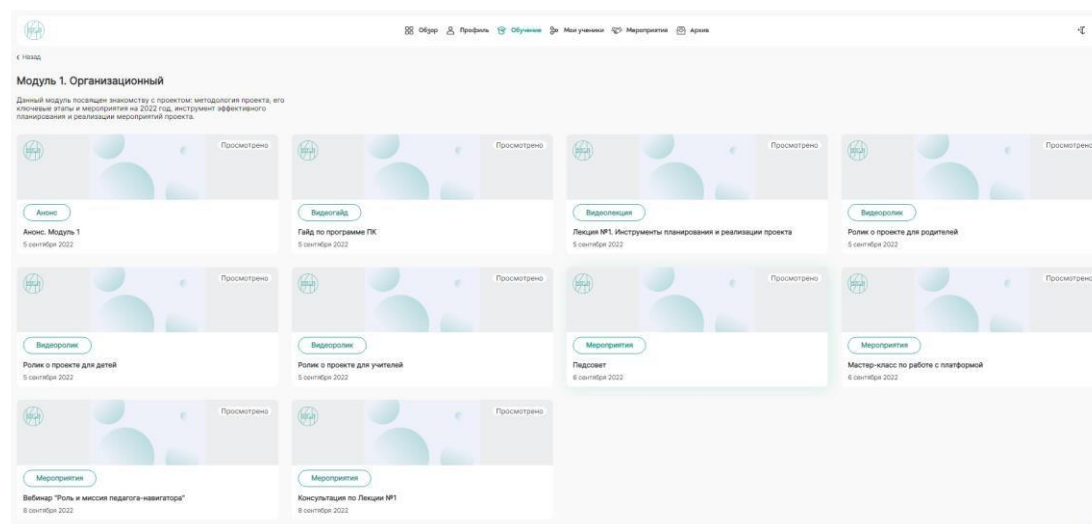 Обзор Профиль Обучение Мои ученики Мероприятия Архив
Назад
Модуль 1. Организационный
Данный модуль посвящен знакомству с проектом: методология проекта, его
ключевые этапы и мероприятия на 2022 год, инструмент эффективного
планирования и реализации мероприятий проекта.
Просмотрено
Анонс
Анонс. Модуль 1
5 сентября 2022
Просмотрено
Видеогайд
Гайд по программе ПК
5 сентября 2022
Просмотрено
Видеолекция
Лекция №1. Инструменты планирования и реализации проекта
5 сентября 2022
Просмотрено
Видеоролик
Ролик о проекте для родителей
5 сентября 2022
Просмотрено
Видеоролик
Ролик о проекте для детей
5 сентября 2022
Просмотрено
Видеоролик
Ролик о проекте для учителей
5 сентября 2022
Просмотрено
Мероприятия
Педсовет
6 сентября 2022
Просмотрено
Мероприятия
Мастер-класс по работе с платформой
6 сентября 2022
Просмотрено
Мероприятия
Вебинар "Роль и миссия педагога-навигатора"
8 сентября 2022
Просмотрено
Мероприятия
Консультация по Лекции №1
8 сентября 2022